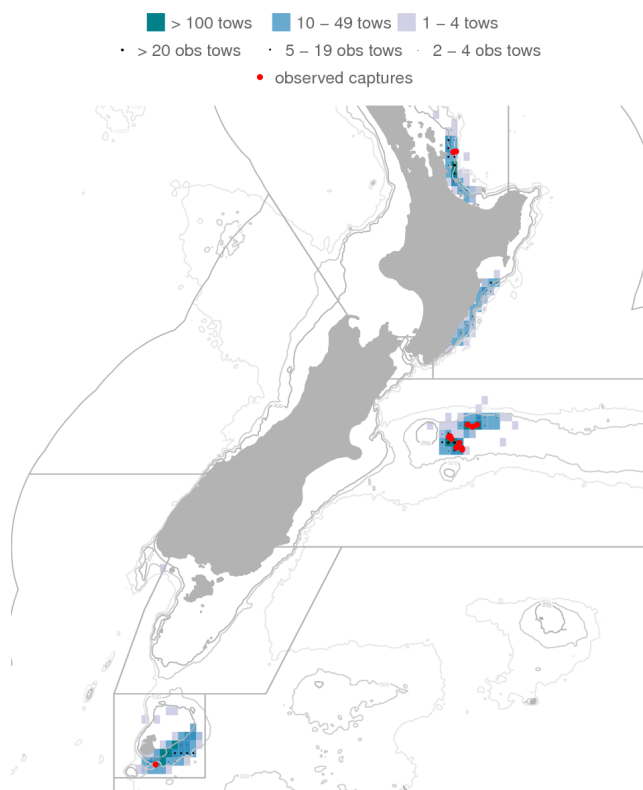 > 100 tows 10 − 49 tows 1 − 4 tows
> 20 obs tows 5 − 19 obs tows 2 − 4 obs tows
observed captures